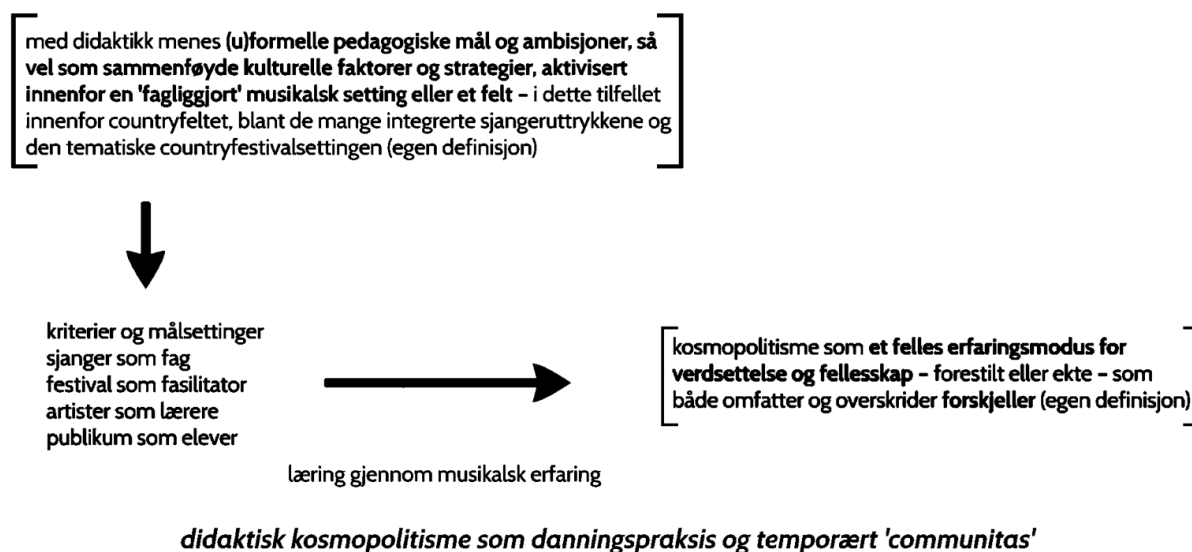 med didaktikk menes (u)formelle pedagogiske mål og ambisjoner, så
vel som sammenføyde kulturelle faktorer og strategier, aktivisert
innenfor en 'fagliggjort' musikalsk setting eller et felt – i dette tilfellet
innenfor countryfeltet, blant de mange integrerte sjangeruttrykkene og
den tematiske countryfestivalsettingen (egen definisjon)
kriterier og målsettinger
sjanger som fag
festival som fasilitator
artister som lærere
publikum som elever
læring gjennom musikalsk erfaring
kosmopolitisme som et felles erfaringsmodus for
verdsettelse og fellesskap – forestilt eller ekte – som
både omfatter og overskrider forskjeller (egen definisjon)
didaktisk kosmopolitisme som danningspraksis og temporært 'communitas'